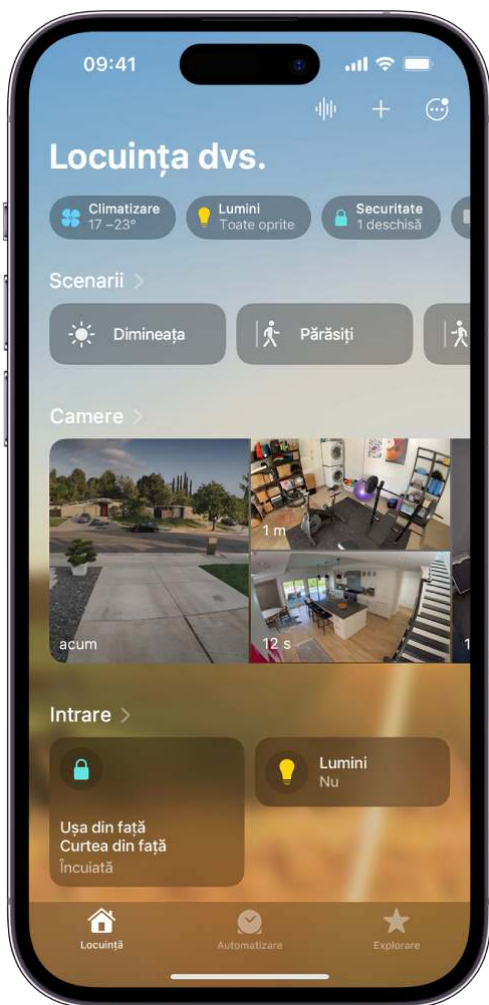 09:41
Locuința dvs.
Climatizare
17 –23°
Lumini
Toate oprite
Securitate
1 deschisă
Scenarii >
Dimineața
Părăsiți
Camere >
1 m
acum
12 s
1
Intrare >
Lumini
Nu
Ușa din față
Curtea din față
Încuiată
Locuință
Automatizare
Explorare